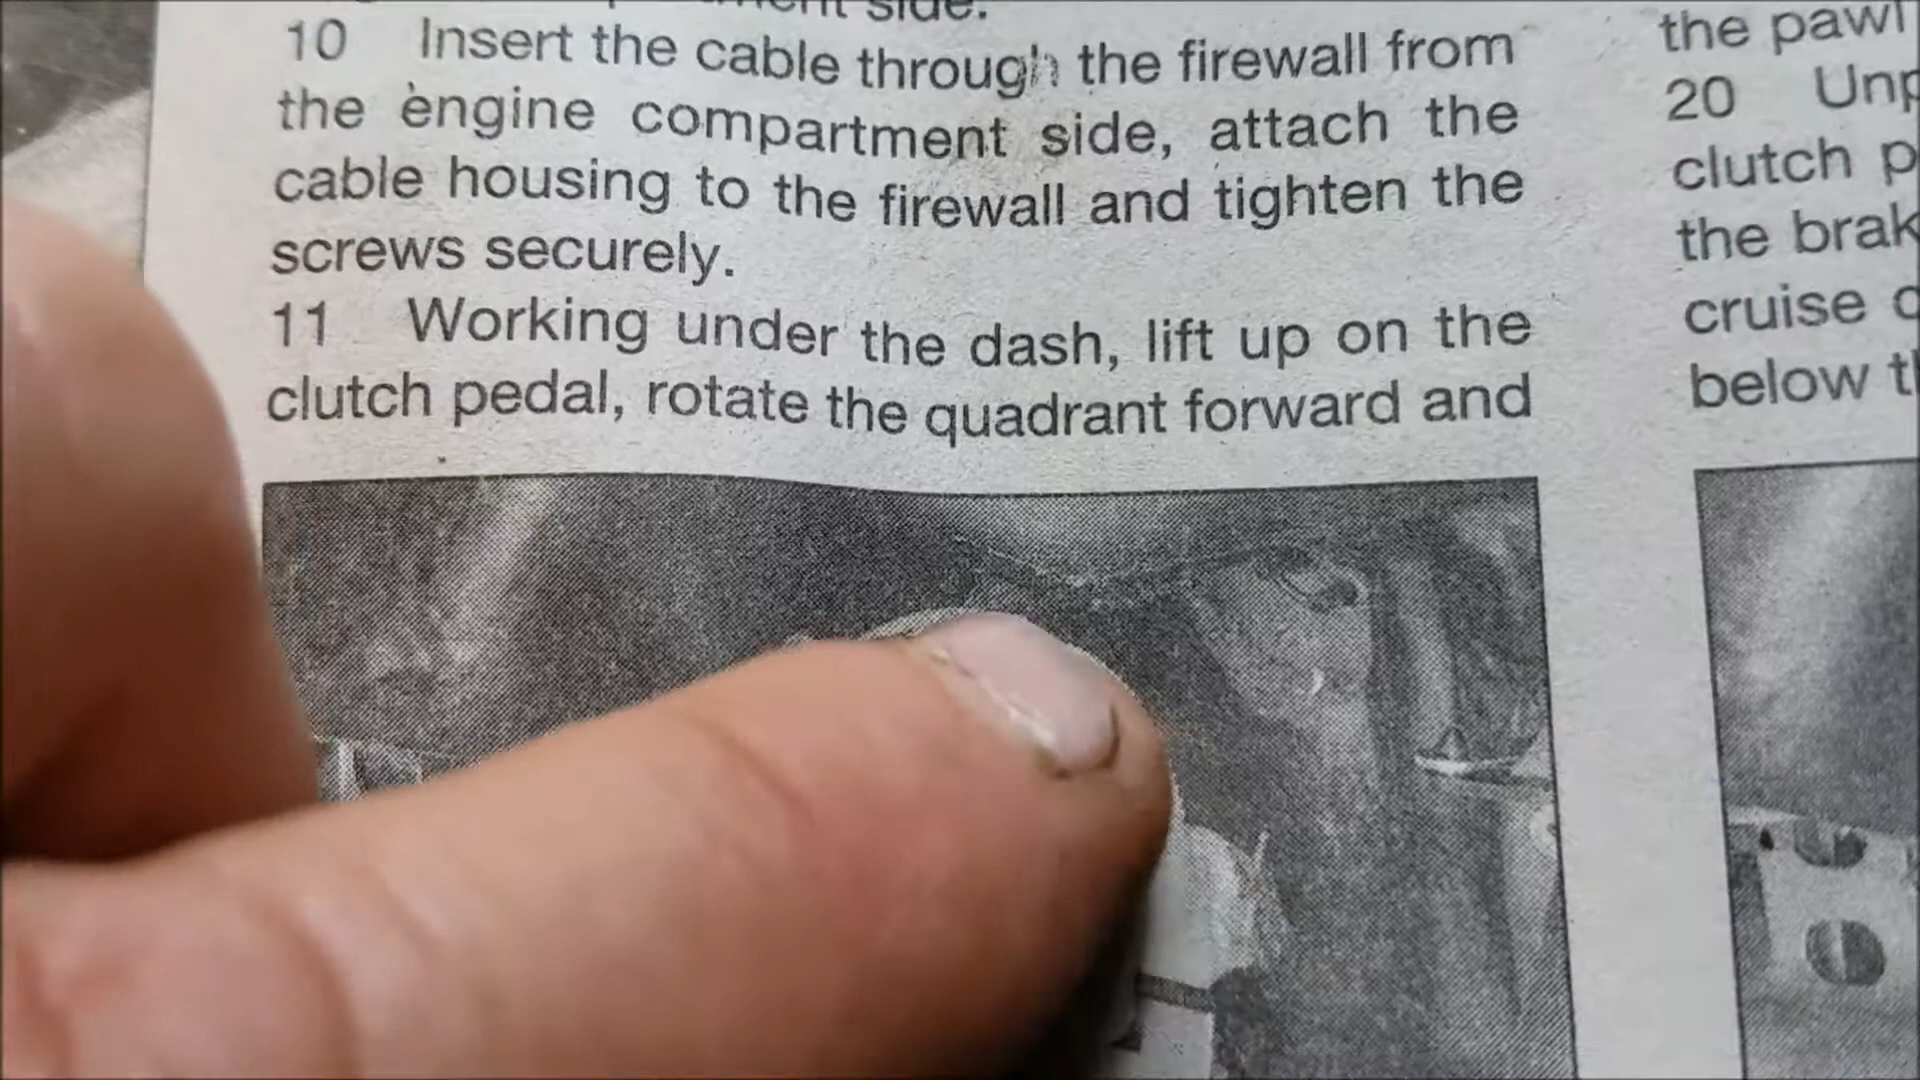 side.
10 Insert the cable through the firewall from
the engine compartment side, attach the
cable housing to the firewall and tighten the
screws securely.
11 Working under the dash, lift up on the
clutch pedal, rotate the quadrant forward and
the pawl
20
clutch
the
cruise
below